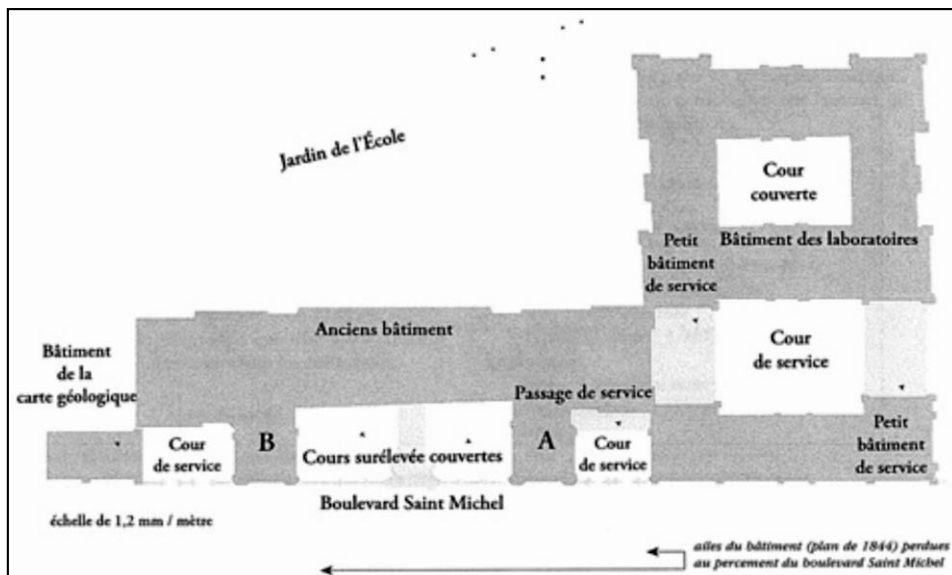 Jardin de l'École
Cour
couverte
Petit
bâtiment
de service
Bâtiment des laboratoires
Anciens bâtiment
Cour
de service
Bâtiment
de la
carte géologique
Passage de service
Cour
de service
B
Cours surélevée couvertes
A
Cour
de service
Petit
bâtiment
de service
Boulevard Saint Michel
échelle de 1,2 mm / mètre
ailes du bâtiment (plan de 1844) perdues
au percement du boulevard Saint Michel